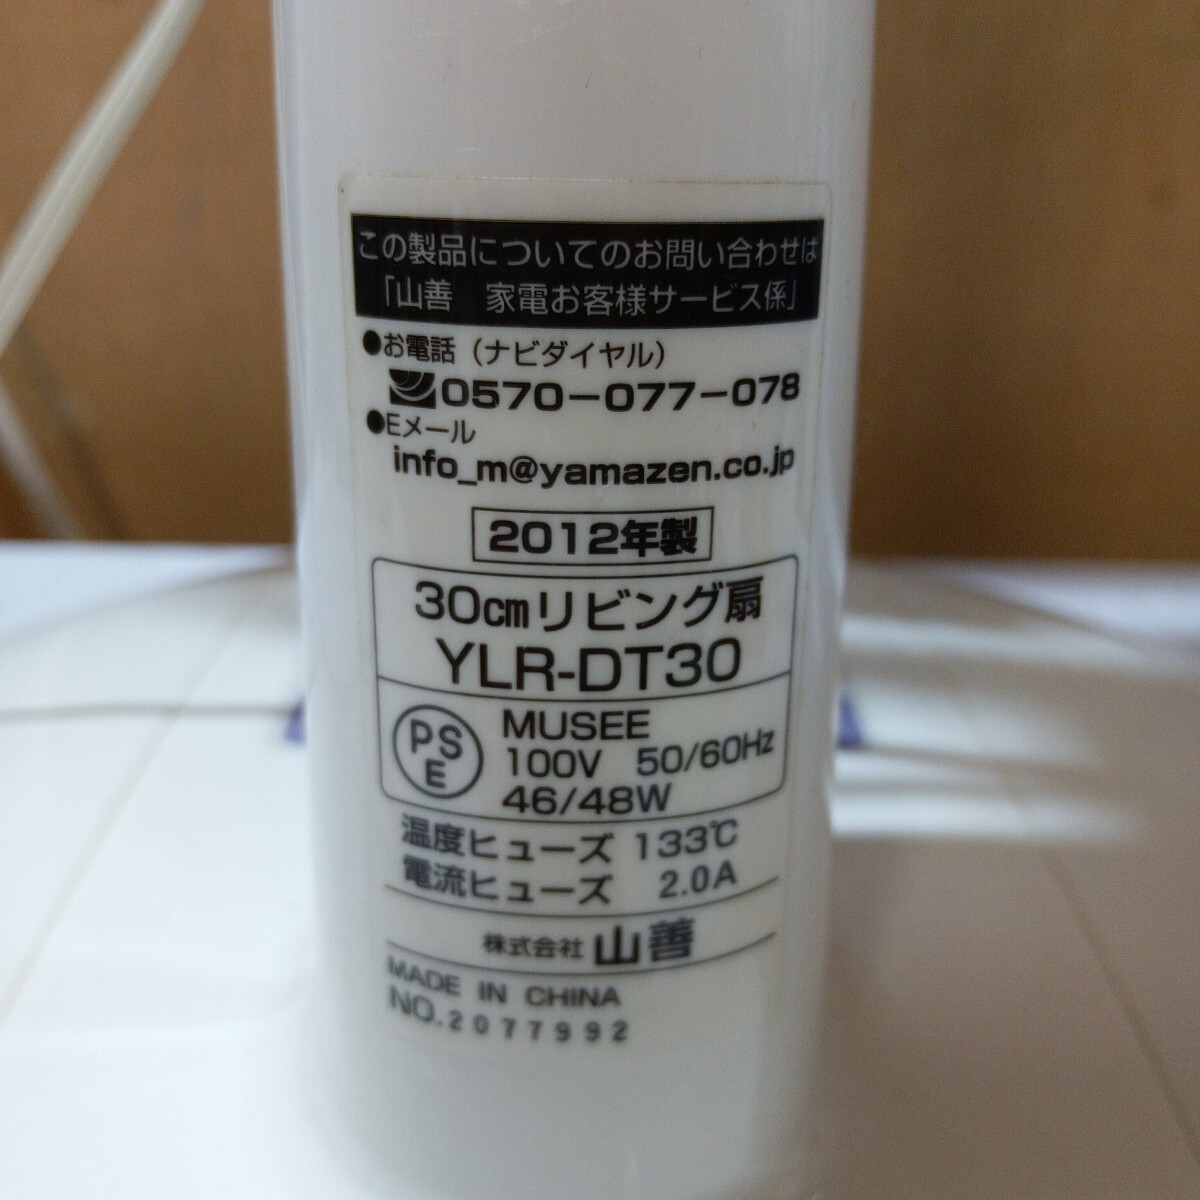 この製品についてのお問い合わせは
「山善 家電お客様サービス係」
●お電話（ナビダイヤル）
0570-077-078
●Eメール
info_m@yamazen.co.jp
2012年製
30㎝リビング扇
YLR-DT30
PSE
MUSEE
100V 50/60Hz
46/48W
温度ヒューズ 133℃
電流ヒューズ 2.0A
株式会社 山善
MADE IN CHINA
NO.2077992